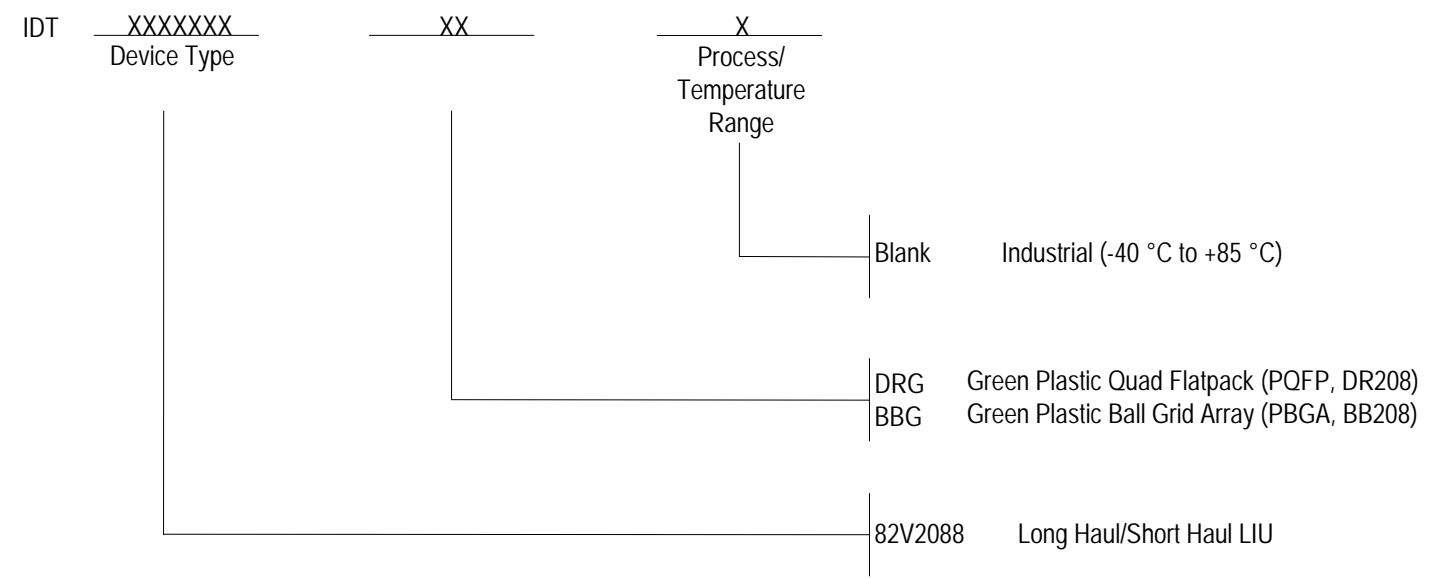 IDT XXXXXXX XX X
Device Type Process/
Temperature
Range
Blank Industrial (-40 °C to +85 °C)
DRG Green Plastic Quad Flatpack (PQFP, DR208)
BBG Green Plastic Ball Grid Array (PBGA, BB208)
82V2088 Long Haul/Short Haul LIU